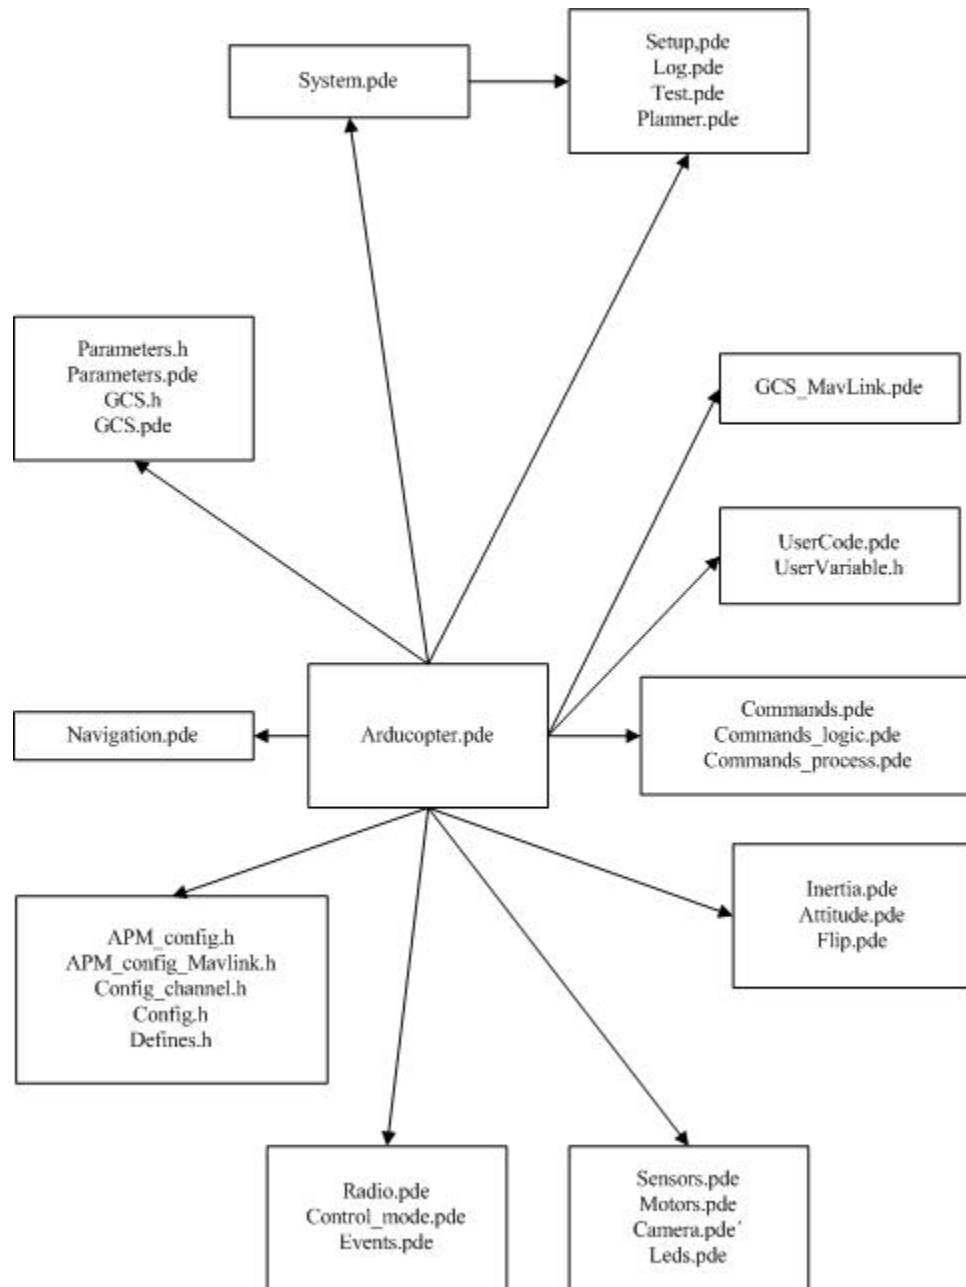 System.pde
Setup,pde
Log.pde
Test.pde
Planner.pde
Parameters.h
Parameters.pde
GCS.h
GCS.pde
GCS_MavLink.pde
UserCode.pde
UserVariable.h
Navigation.pde
Arducopter.pde
Commands.pde
Commands_logic.pde
Commands_process.pde
Inertia.pde
Attitude.pde
Flip.pde
APM_config.h
APM_config_Mavlink.h
Config_channel.h
Config.h
Defines.h
Radio.pde
Control_mode.pde
Events.pde
Sensors.pde
Motors.pde
Camera.pde´
Leds.pde